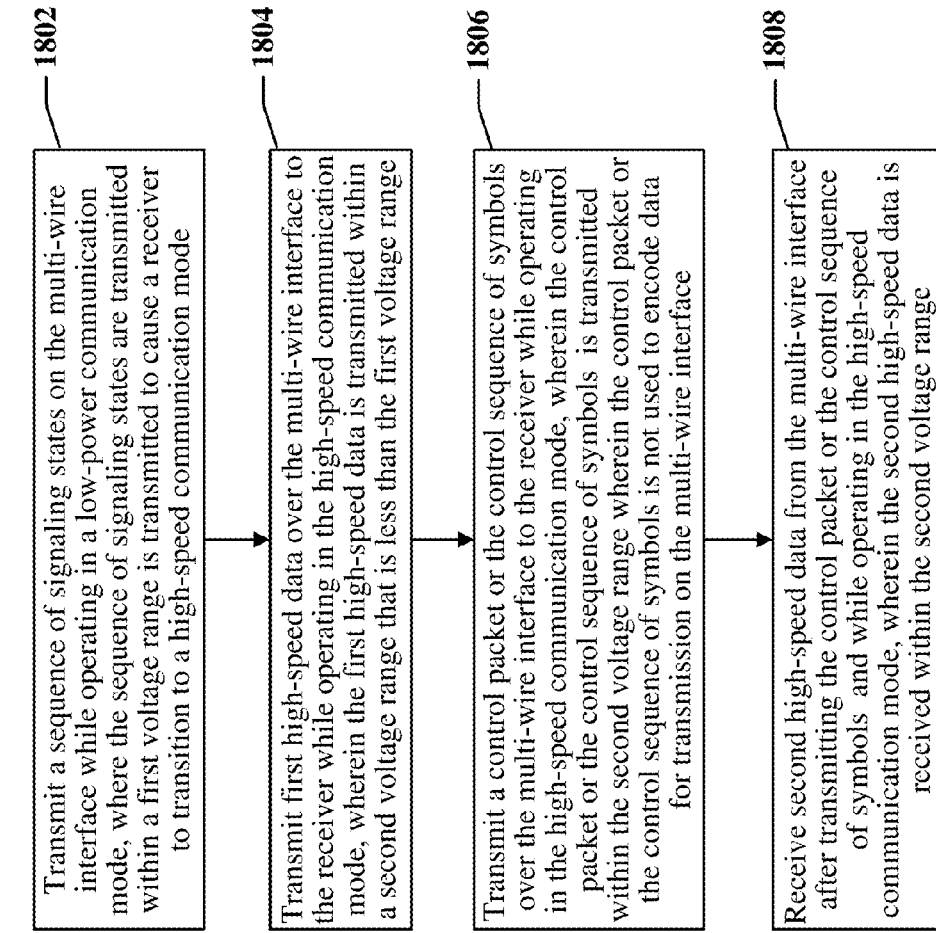 1802
Transmit a sequence of signaling states on the multi-wire
interface while operating in a low-power communication
mode, where the sequence of signaling states are transmitted
within a first voltage range is transmitted to cause a receiver
to transition to a high-speed communication mode
1804
Transmit first high-speed data over the multi-wire interface to
the receiver while operating in the high-speed communication
mode, wherein the first high-speed data is transmitted within
a second voltage range that is less than the first voltage range
1806
Transmit a control packet or the control sequence of symbols
over the multi-wire interface to the receiver while operating
in the high-speed communication mode, wherein the control
packet or the control sequence of symbols is transmitted
within the second voltage range wherein the control packet or
the control sequence of symbols is not used to encode data
for transmission on the multi-wire interface
1808
Receive second high-speed data from the multi-wire interface
after transmitting the control packet or the control sequence
of symbols and while operating in the high-speed
communication mode, wherein the second high-speed data is
received within the second voltage range